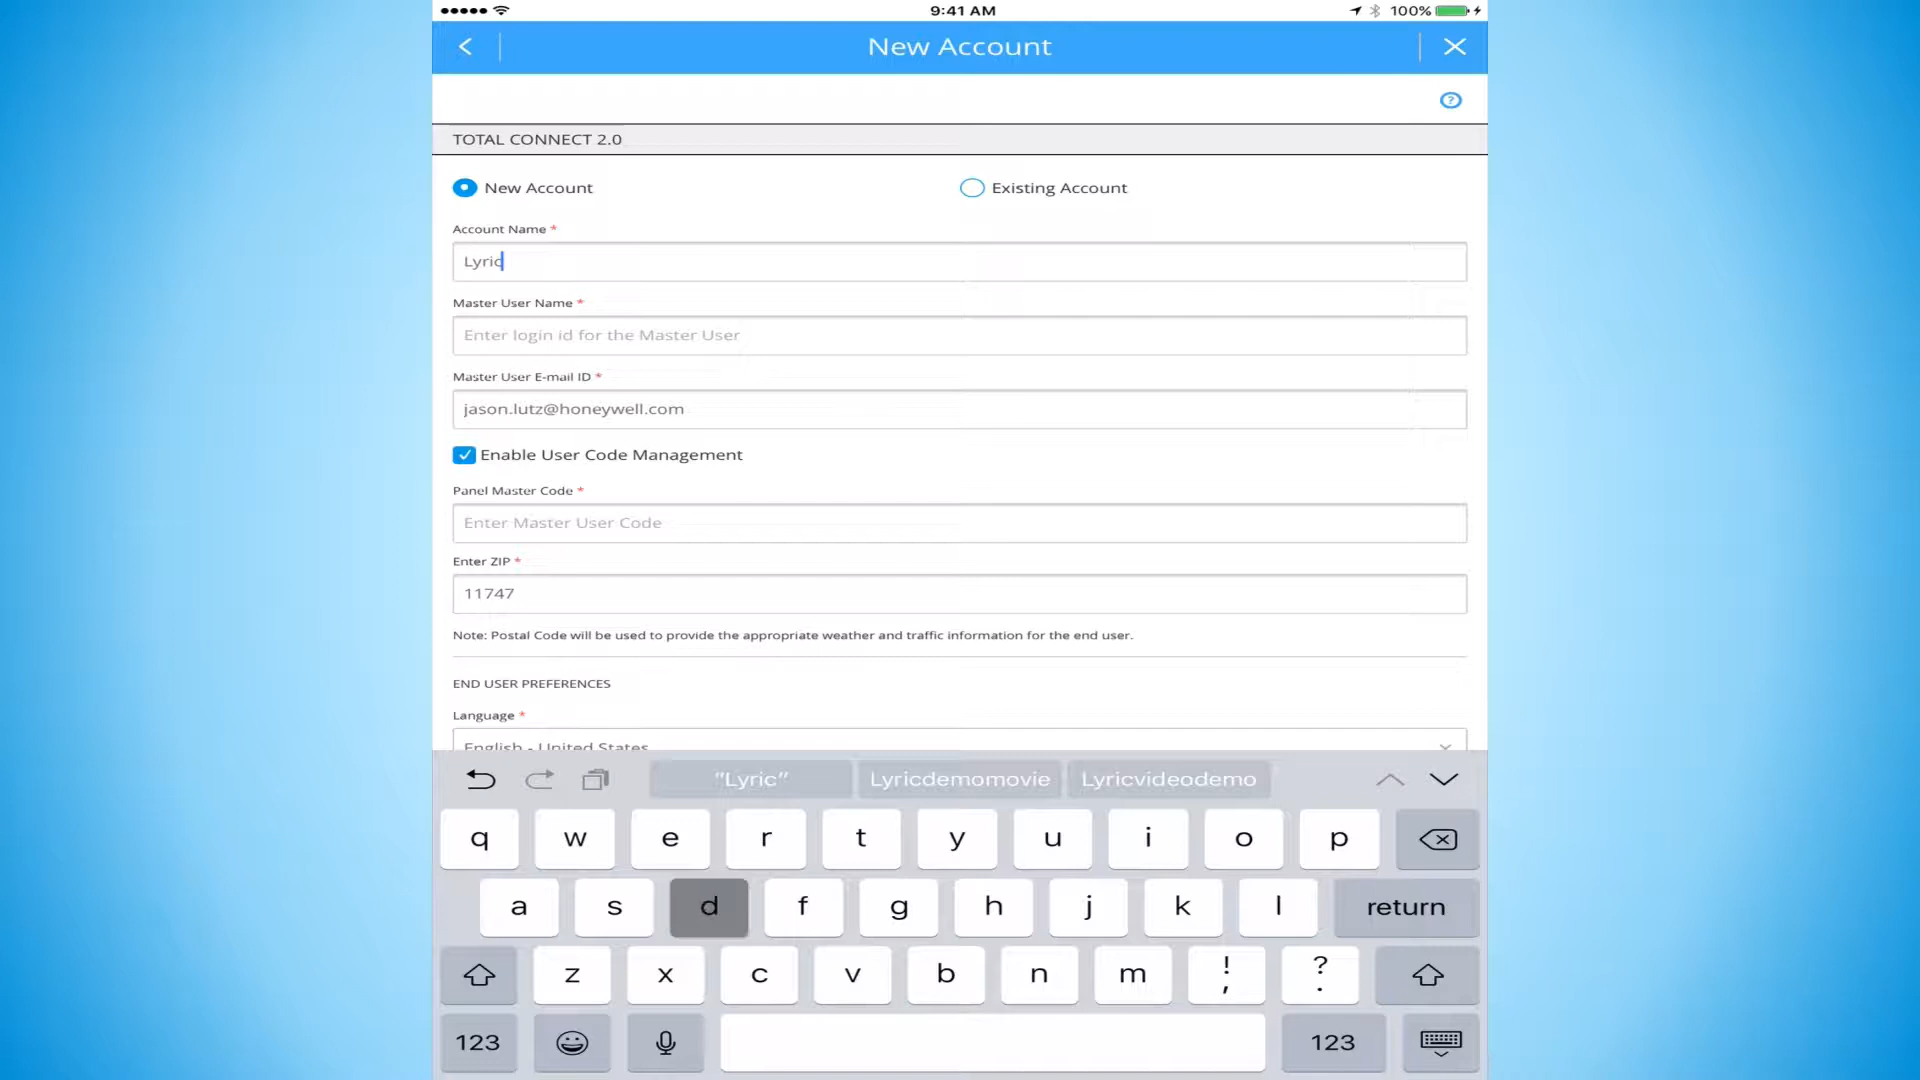 9:41 AM
100%
New Account
?
TOTAL CONNECT 2.0
New Account
Existing Account
Account Name *
Lyric
Master User Name *
Enter login id for the Master User
Master User E-mail ID *
jason.lutz@honeywell.com
Enable User Code Management
Panel Master Code *
Enter Master User Code
Enter ZIP *
11747
Note: Postal Code will be used to provide the appropriate weather and traffic information for the end user.
END USER PREFERENCES
Language *
English - United States
"Lyric" Lyricdemomovie Lyricvideodemo
q w e r t y u i o p
a s d f g h j k l return
z x c v b n m ! , ? .
123 123